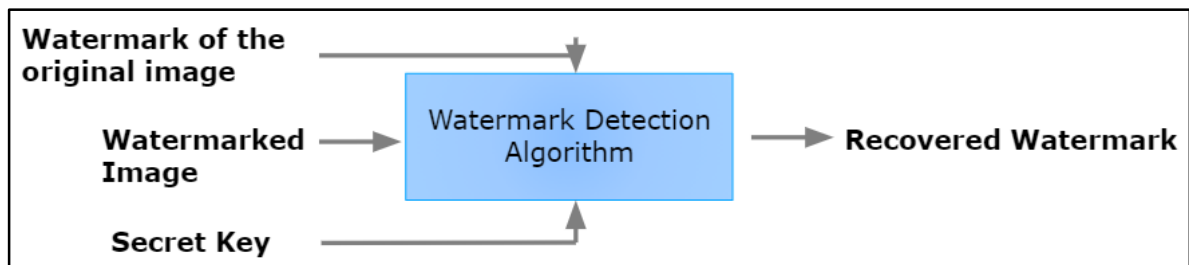 Watermark of the
original image
Watermarked
Image
Secret Key
Watermark Detection
Algorithm
Recovered Watermark